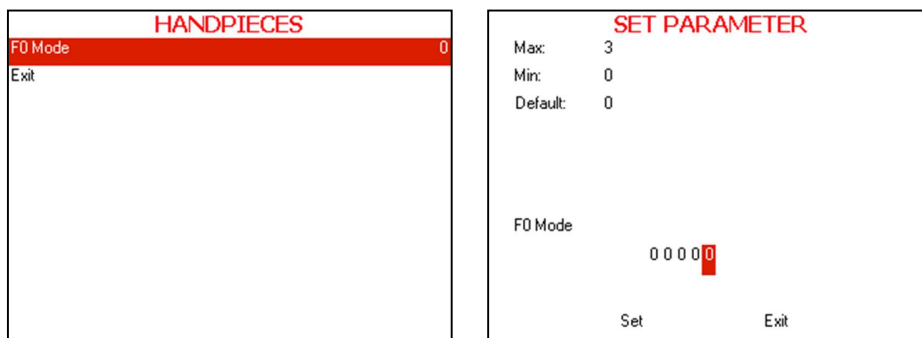 HANDPIECES
F0 Mode 0
Exit
SET PARAMETER
Max: 3
Min: 0
Default: 0
F0 Mode
0 0 0 0 0
Set Exit